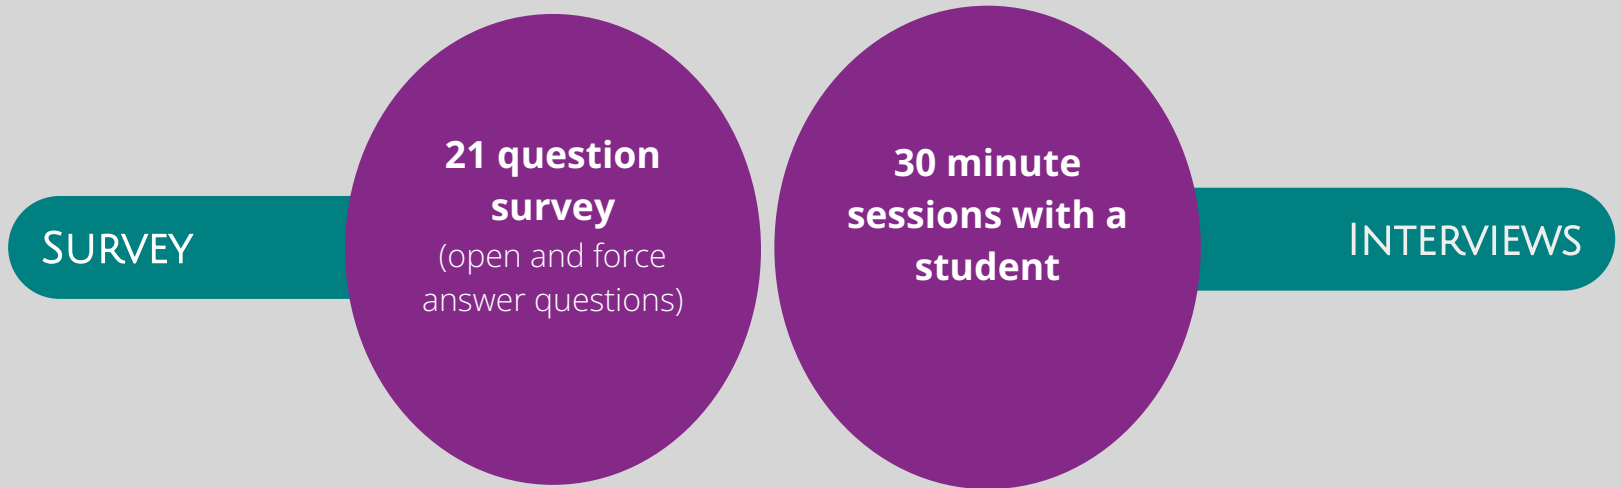 SURVEY
21 question
survey
(open and force
answer questions)
30 minute
sessions with a
student
INTERVIEWS